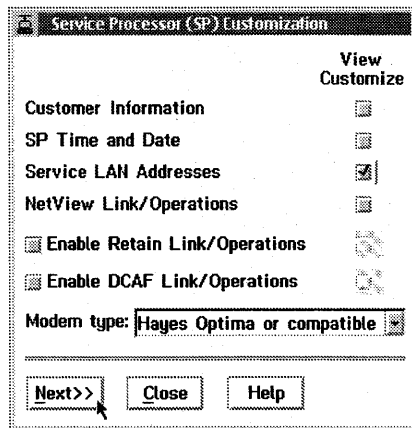 Service Processor (SP) Customization
View
Customize
Customer Information
SP Time and Date
Service LAN Addresses
NetView Link/Operations
Enable Retain Link/Operations
Enable DCAF Link/Operations
Modem type: Hayes Optima or compatible
Next>> Close Help